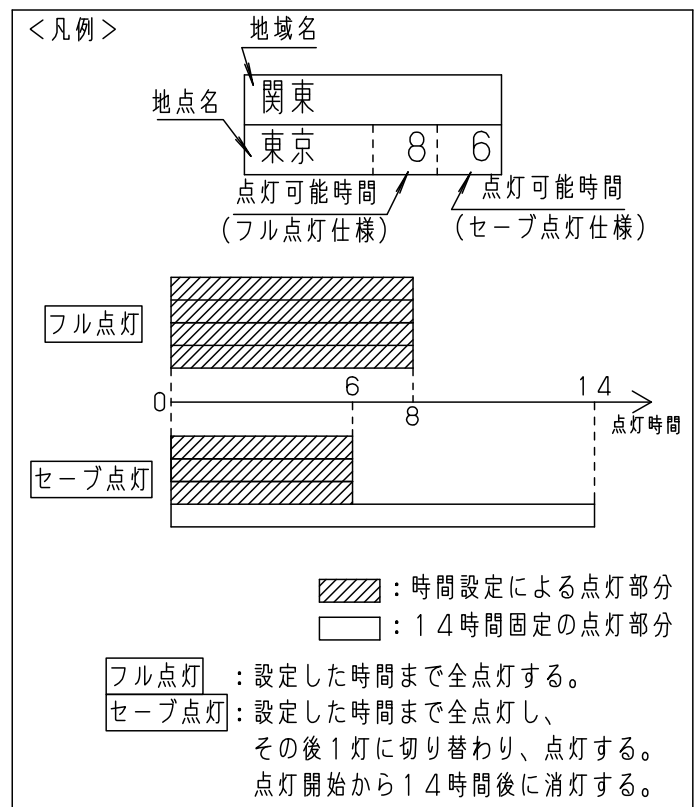 <凡例>
地域名
関東
地点名
東京 8 6
点灯可能時間 点灯可能時間
(フル点灯仕様) (セーブ点灯仕様)
フル点灯
6 14
0
8 点灯時間
セーブ点灯
:時間設定による点灯部分
:14時間固定の点灯部分
フル点灯 :設定した時間まで全点灯する。
セーブ点灯:設定した時間まで全点灯し、
その後1灯に切り替わり、点灯する。
点灯開始から14時間後に消灯する。